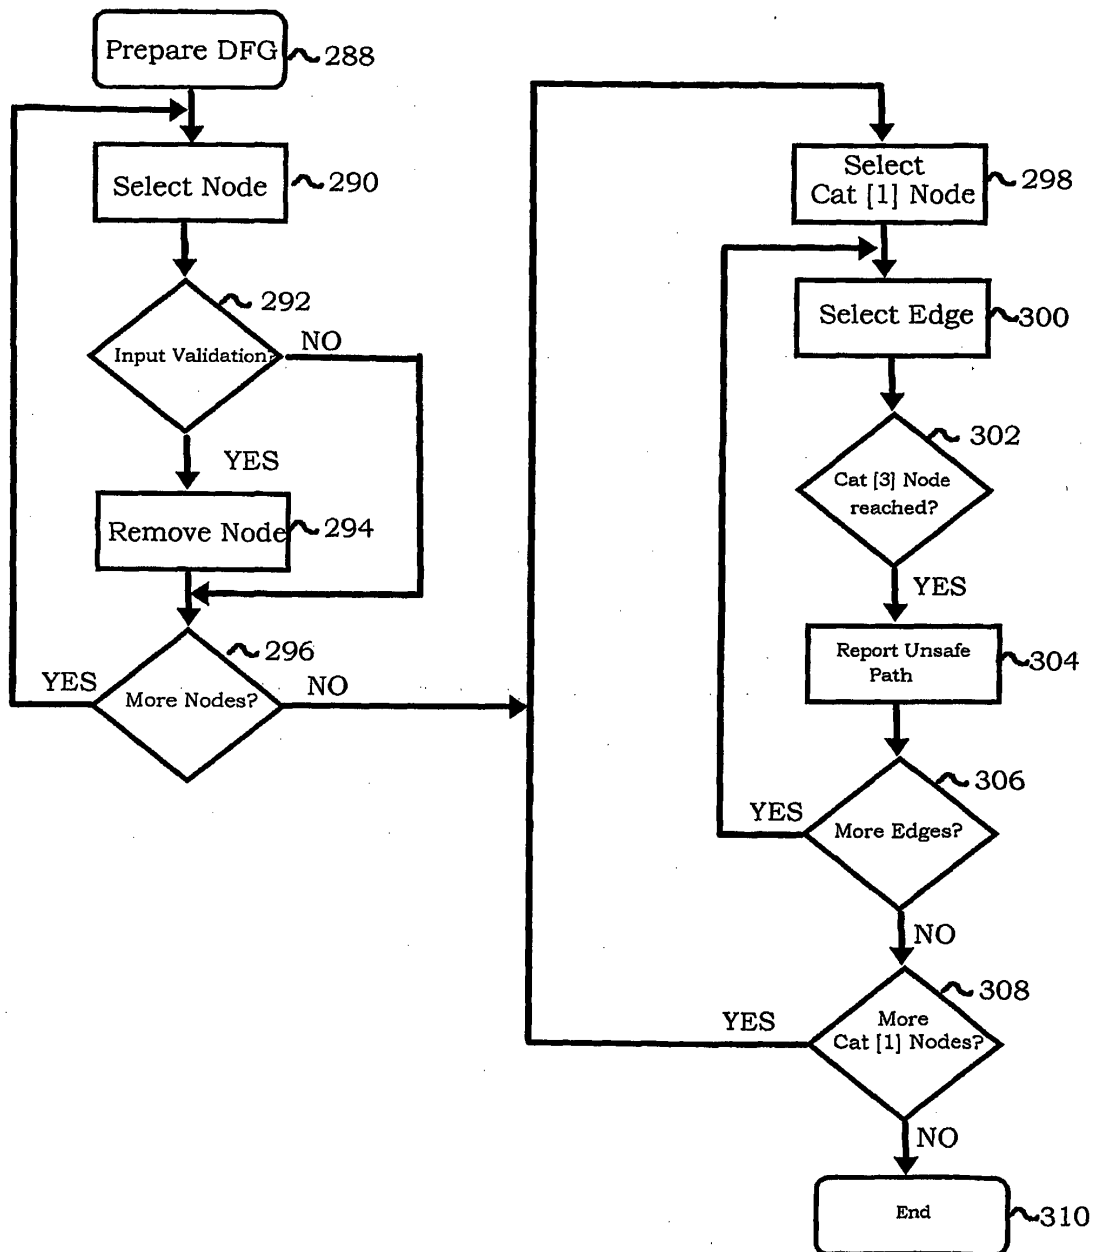 Prepare DFG
288
Select Node
290
292
Input Validation?
NO
YES
Remove Node
294
296
More Nodes?
YES
NO
Select
Cat [1] Node
298
Select Edge
300
302
Cat [3] Node
reached?
YES
Report Unsafe
Path
304
306
More Edges?
YES
NO
308
More
Cat [1] Nodes?
YES
NO
End
310